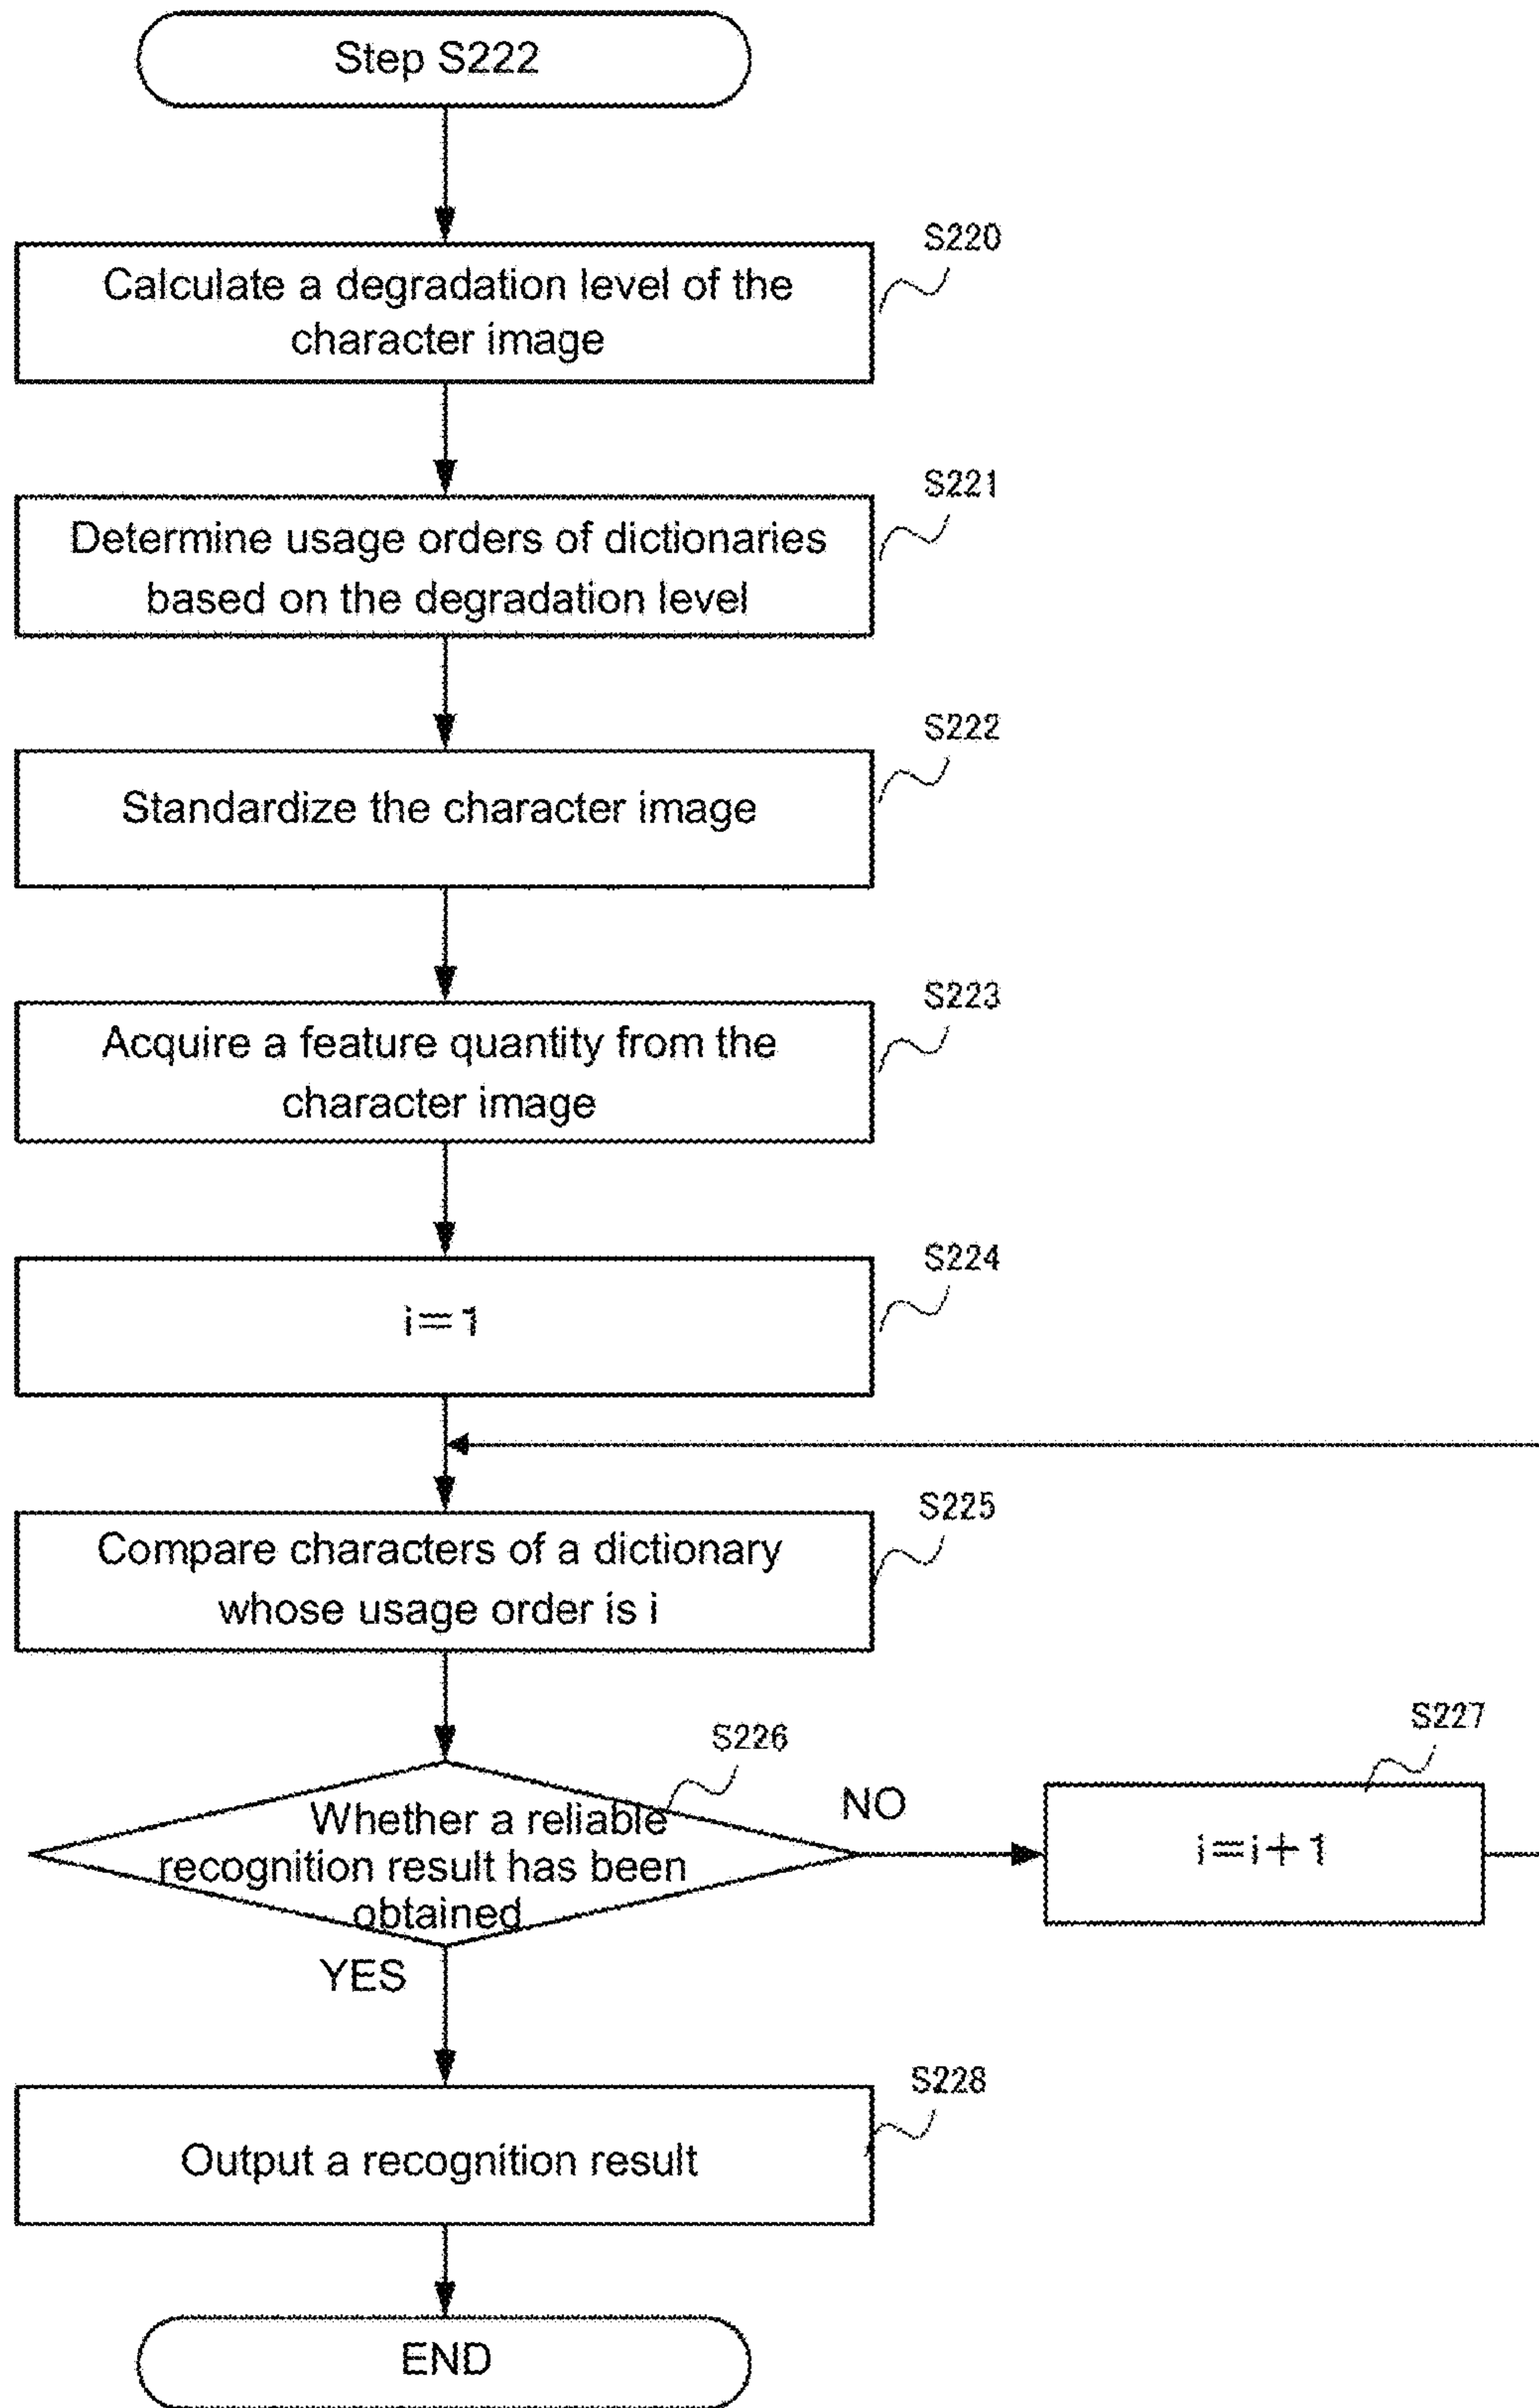 Step S222
S220
Calculate a degradation level of the
character image
S221
Determine usage orders of dictionaries
based on the degradation level
S222
Standardize the character image
S223
Acquire a feature quantity from the
character image
S224
i=1
S225
Compare characters of a dictionary
whose usage order is i
S226
Whether a reliable
recognition result has been
obtained
NO
S227
i=i+1
YES
S228
Output a recognition result
END